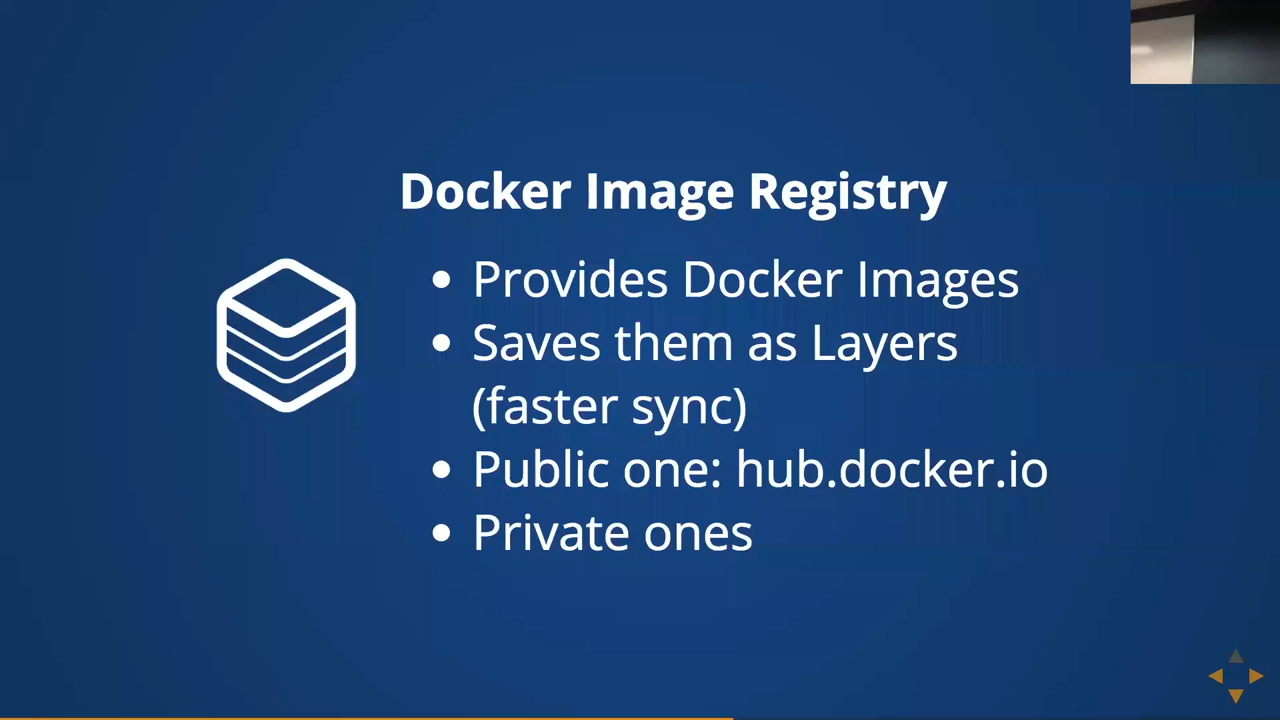 Docker Image Registry
• Provides Docker Images
• Saves them as Layers
(faster sync)
• Public one: hub.docker.io
• Private ones